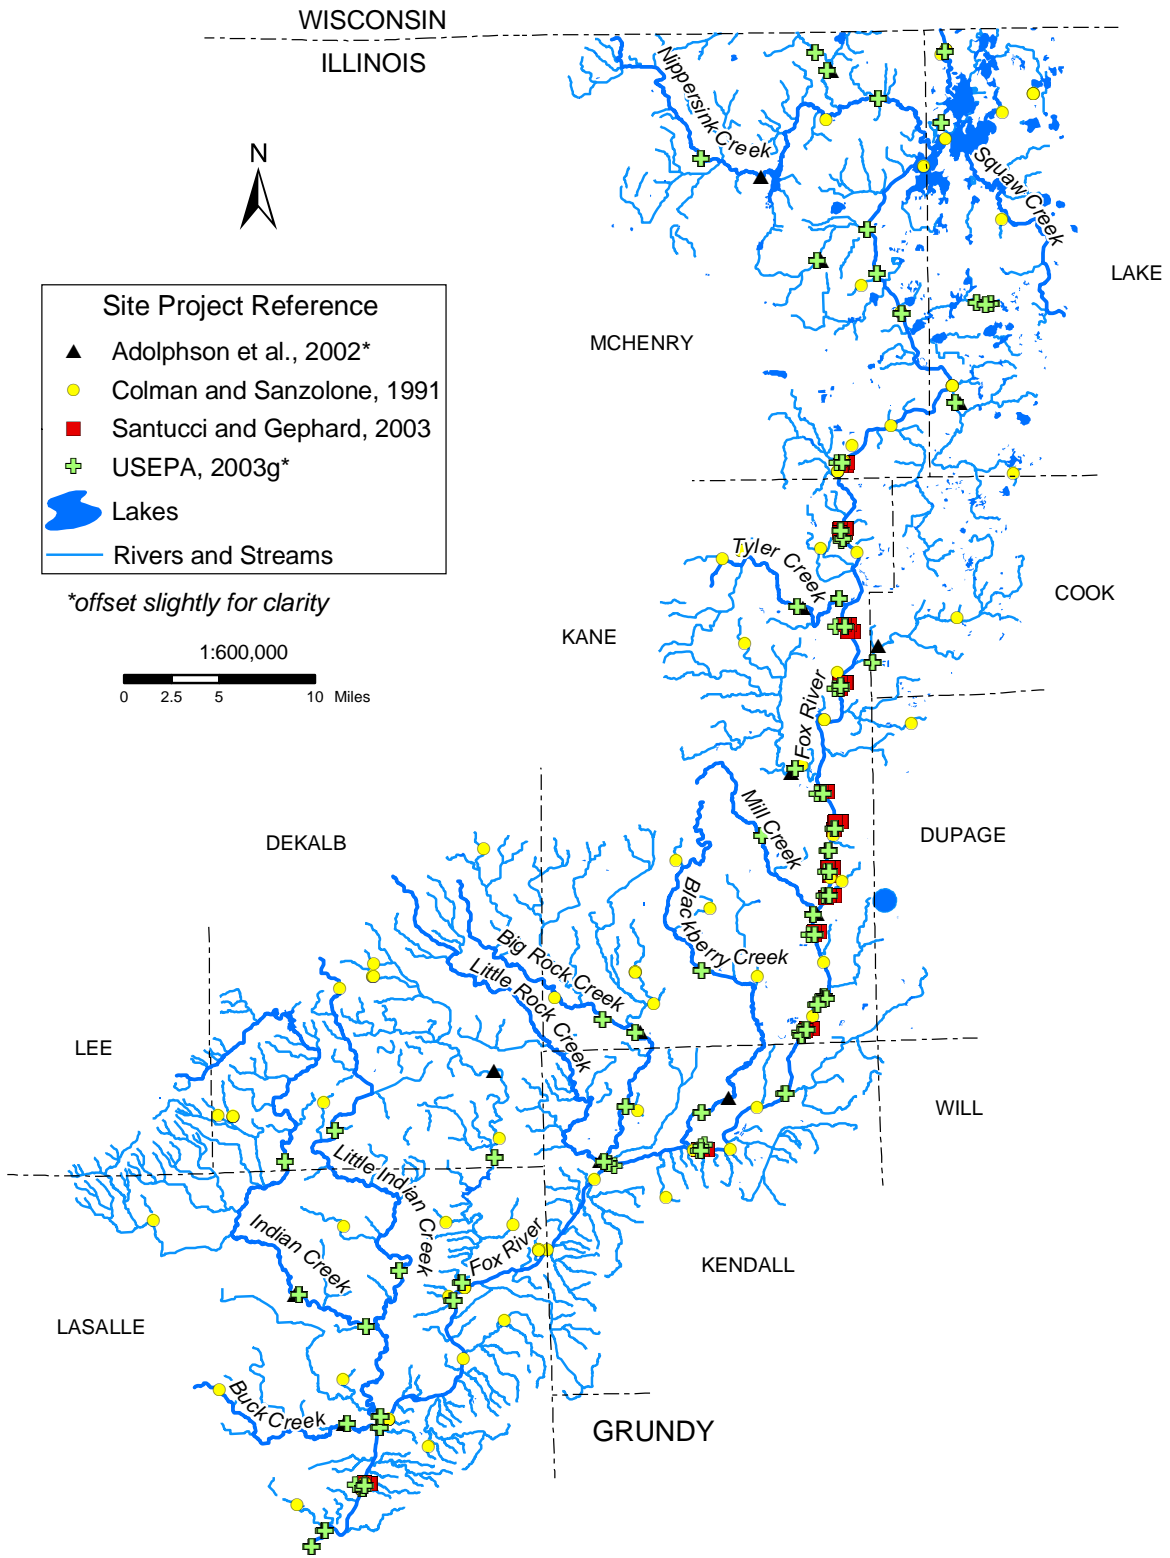 WISCONSIN
ILLINOIS
Nippersink Creek
Squaw Creek
N
LAKE
Site Project Reference
Adolphson et al., 2002*
Colman and Sanzolone, 1991
Santucci and Gephard, 2003
USEPA, 2003g*
Lakes
Rivers and Streams
*offset slightly for clarity
1:600,000
0 2.5 5 10 Miles
MCHENRY
Tyler Creek
COOK
KANE
Fox River
Mill Creek
DUPAGE
DEKALB
Blackberry Creek
Big Rock Creek
Little Rock Creek
LEE
WILL
Little Indian Creek
Indian Creek
Fox River
KENDALL
LASALLE
Buck Creek
GRUNDY